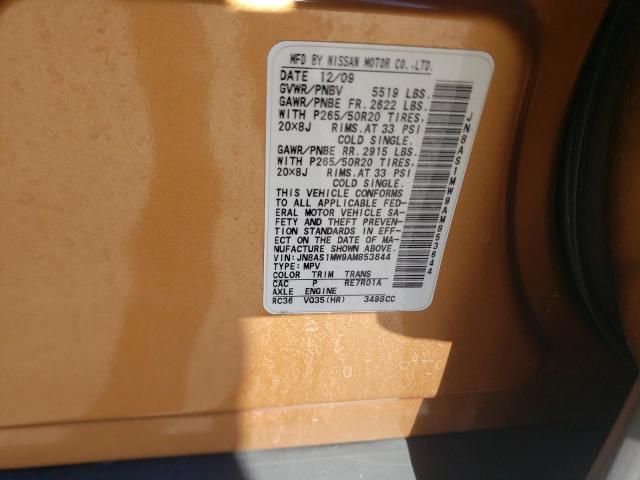 MFD BY NISSAN MOTOR CO.,LTD.
DATE 12/09
GVWR/PNBV 5519 LBS.
GAWR/PNBE FR. 2622 LBS.
WITH P265/50R20 TIRES,
20X8J RIMS.AT 33 PSI
COLD SINGLE.
GAWR/PNBE RR. 2915 LBS.
WITH P265/50R20 TIRES,
20X8J RIMS.AT 33 PSI
COLD SINGLE.
THIS VEHICLE CONFORMS
TO ALL APPLICABLE FED-
ERAL MOTOR VEHICLE SA-
FETY AND THEFT PREVEN-
TION STANDARDS IN EFF-
ECT ON THE DATE OF MA-
NUFACTURE SHOWN ABOVE.
VIN: JN8AS1MW9AM853644
TYPE: MPV
COLOR TRIM TRANS
CAC P RE7R01A
AXLE ENGINE
RC36 VQ35(HR) 3498CC
JN8AS1MW9AM853644